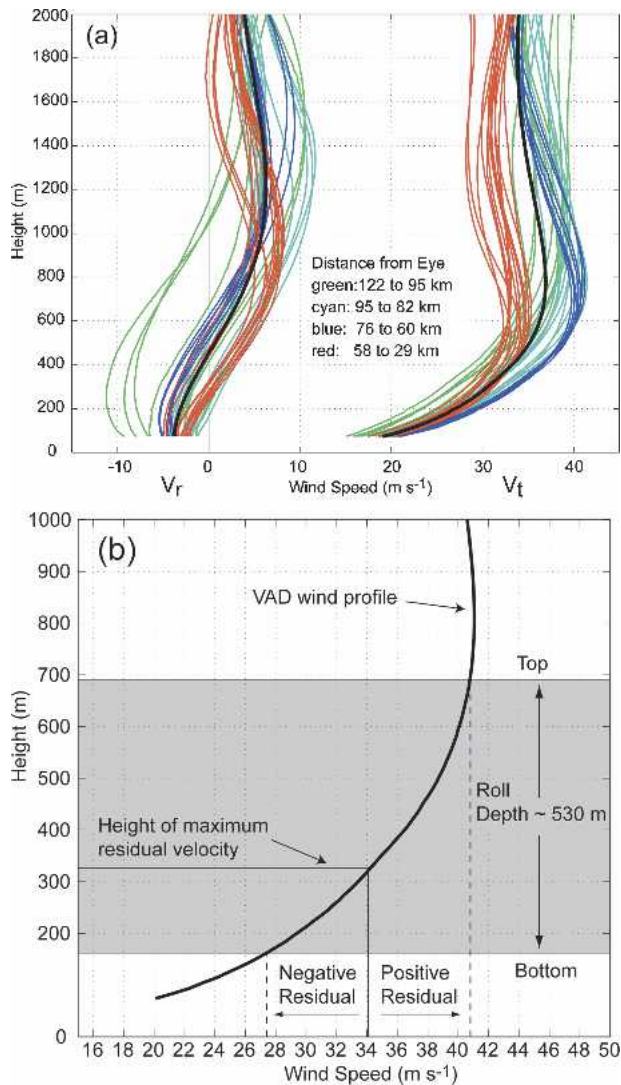 (a)
2000
1800
1600
1400
1200
1000
800
600
400
200
0
Height (m)
Distance from Eye
green:122 to 95 km
cyan: 95 to 82 km
blue: 76 to 60 km
red: 58 to 29 km
-10 0 10 20 30 40
Vr Wind Speed (m s-1) Vt
(b)
1000
900
800
700
600
500
400
300
200
100
0
Height (m)
VAD wind profile
Top
Roll
Depth ~ 530 m
Height of maximum
residual velocity
Negative
Residual
Positive
Residual
Bottom
16 18 20 22 24 26 28 30 32 34 36 38 40 42 44 46 48 50
Wind Speed (m s-1)